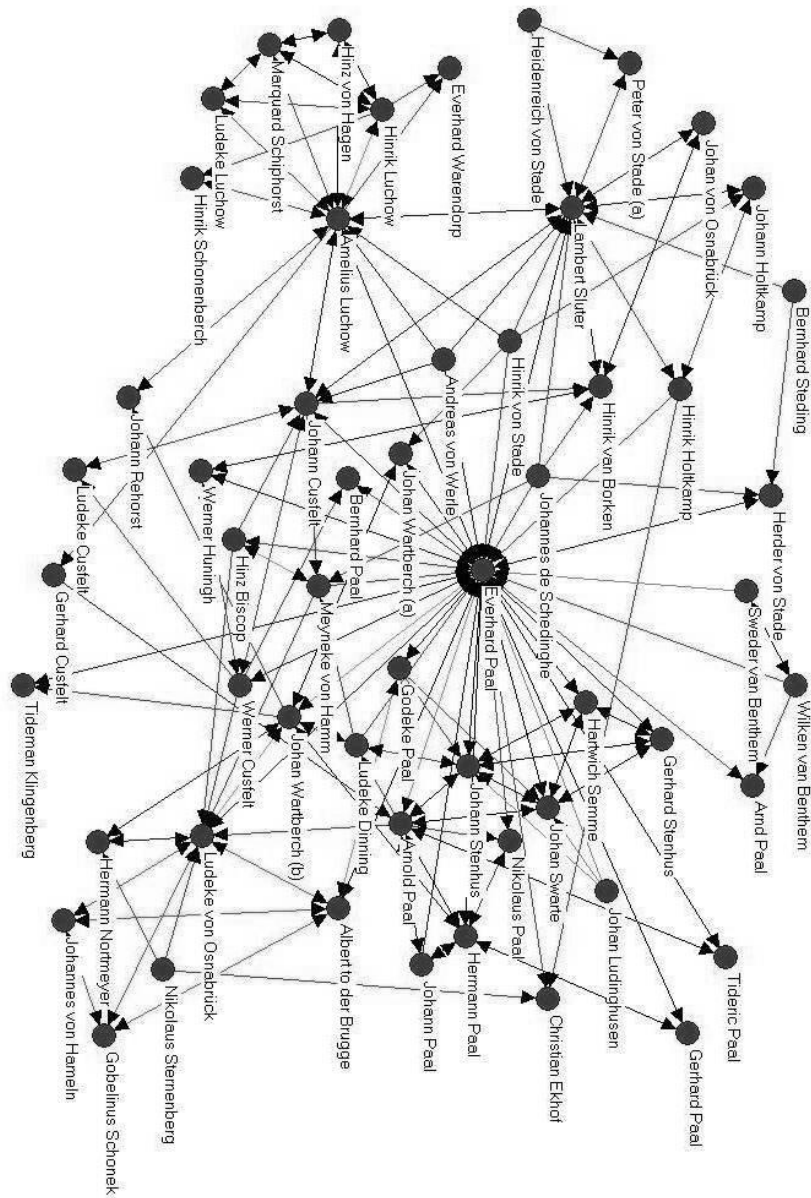 Heidenreich von Stade
Peter von Stade (a)
Johan von Osnabrück
Johann Holtkamp
Bernhard Steding
Lambert Sluter
Hinz von Hagen
Marquard Schiphorst
Ludeke Luchow
Hinrik Luchow
Everhard Warendorp
Hinrik Schonenberch
Amelius Luchow
Hinrik von Stade
Andreas von Werle
Hinrik van Borken
Hinrik Holtkamp
Johann Rehorst
Johann Custfelt
Johan Wartberch (a)
Ludeke Custfelt
Werner Huningh
Bernhard Paal
Johannes de Schedinghe
Herder von Stade
Hinz Biscop
Meyneke von Hamm
Everhard Paal
Gerhard Custfelt
Sweder van Benthem
Wilken van Benthem
Tideman Klingenberg
Werner Custfelt
Johan Wartberch (b)
Ludeke Dinning
Godeke Paal
Johann Stenhus
Hartwich Semme
Gerhard Stenhus
Arnd Paal
Hermann Nortmeyer
Ludeke von Osnabrück
Arnold Paal
Nikolaus Paal
Johan Swarte
Johan Ludinghusen
Tideric Paal
Johannes von Hameln
Gobelinus Schonek
Nikolaus Sternenberg
Albert to der Brugge
Johann Paal
Hermann Paal
Christian Ekhof
Gerhard Paal